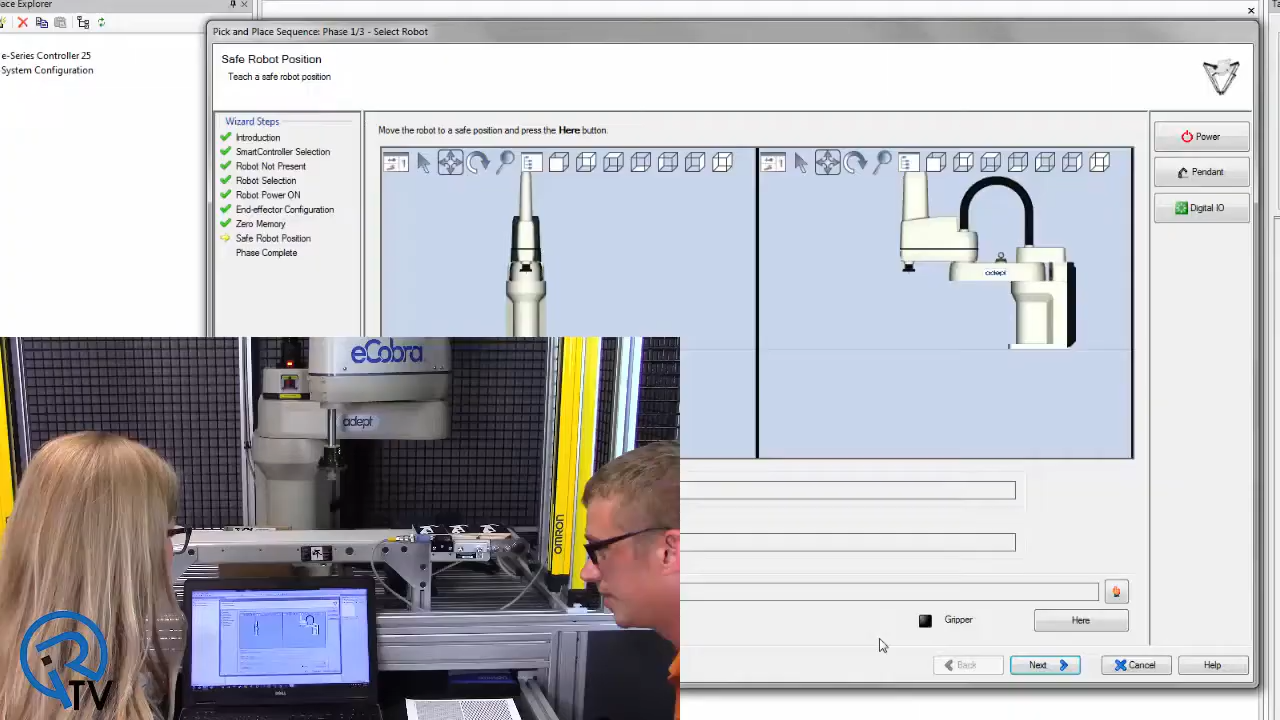 ace Explorer
Pick and Place Sequence: Phase 1/3 - Select Robot
e-Series Controller 25
System Configuration
Safe Robot Position
Teach a safe robot position
Wizard Steps
Introduction
SmartController Selection
Robot Not Present
Robot Selection
Robot Power ON
End-effector Configuration
Zero Memory
Safe Robot Position
Phase Complete
Move the robot to a safe position and press the Here button.
adept
Power
Pendant
Digital IO
eCobra
adept
OMRON
DELL
Gripper
Here
Back
Next
Cancel
Help
R
TV